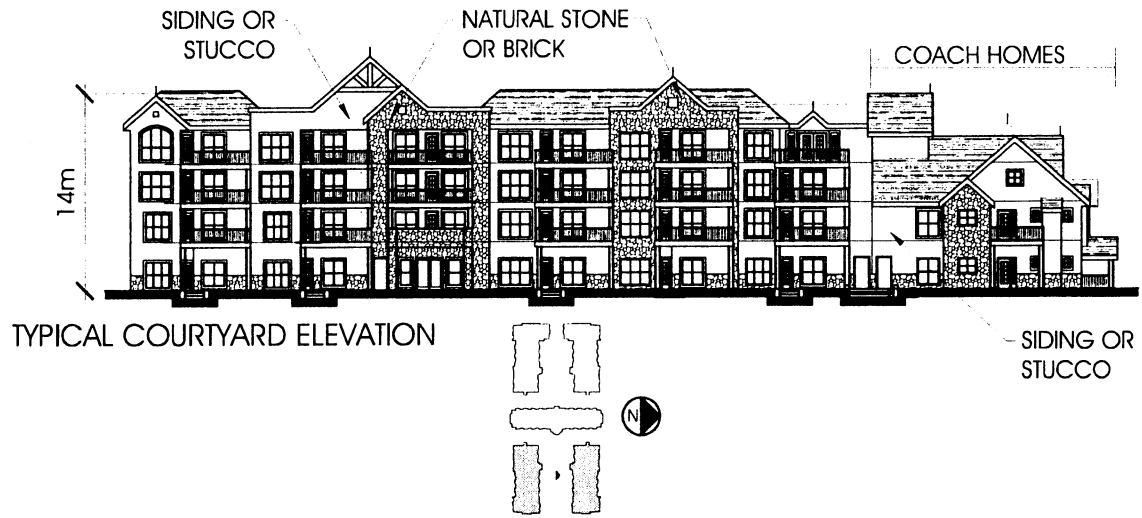 SIDING OR
STUCCO
NATURAL STONE
OR BRICK
COACH HOMES
14m
TYPICAL COURTYARD ELEVATION
N
SIDING OR
STUCCO